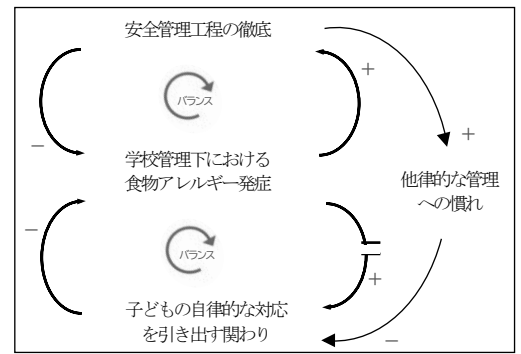 安全管理工程の徹底
+
バランス
−
+
学校管理下における
食物アレルギー発症
他律的な管理
への慣れ
−
バランス
+
子どもの自律的な対応
を引き出す関わり
−